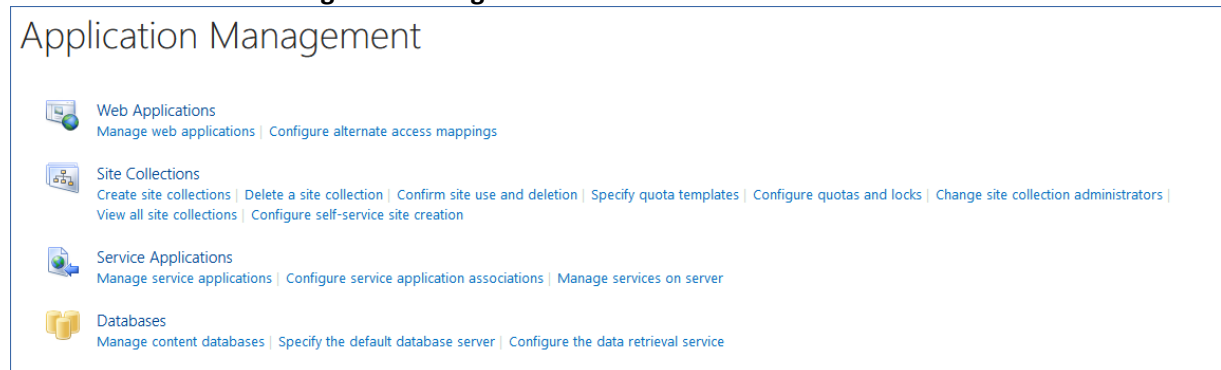 Application Management
Web Applications
Manage web applications | Configure alternate access mappings
Site Collections
Create site collections | Delete a site collection | Confirm site use and deletion | Specify quota templates | Configure quotas and locks | Change site collection administrators |
View all site collections | Configure self-service site creation
Service Applications
Manage service applications | Configure service application associations | Manage services on server
Databases
Manage content databases | Specify the default database server | Configure the data retrieval service